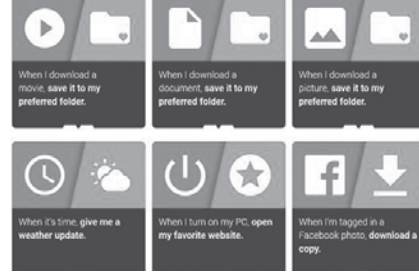 When I download a
movie, save it to my
preferred folder.
When I download a
document, save it to my
preferred folder.
When I download a
picture, save it to my
preferred folder.
When it's time, give me a
weather update.
When I turn on my PC, open
my favorite website.
When I'm tagged in a
Facebook photo, download a
copy.